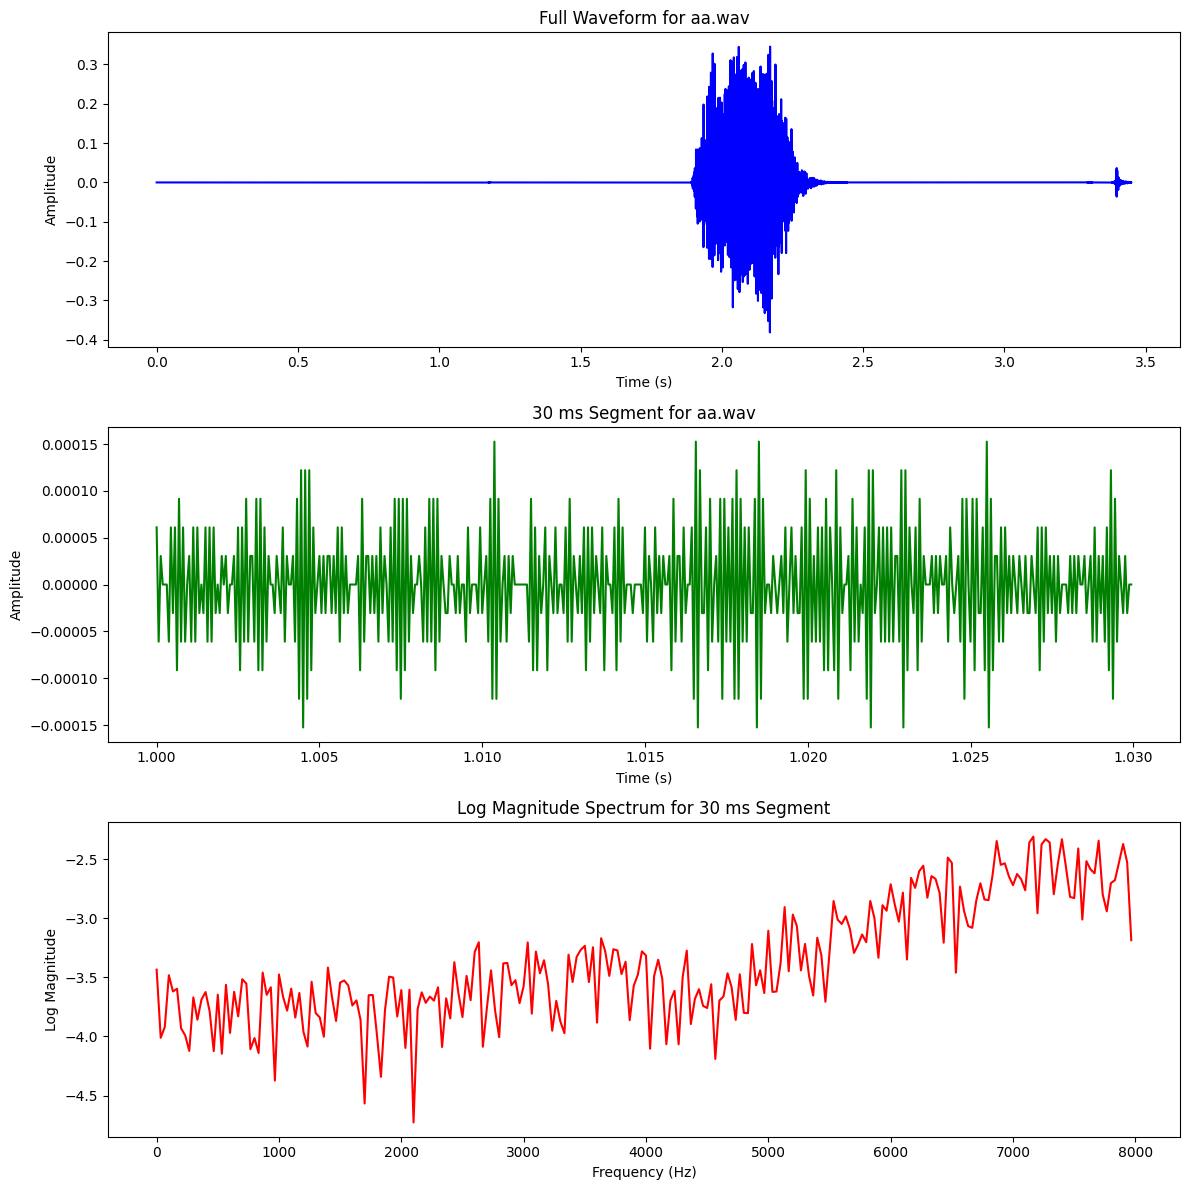 Full Waveform for aa.wav
0.3
0.2
0.1
0.0
−0.1
−0.2
−0.3
−0.4
Amplitude
0.0 0.5 1.0 1.5 2.0 2.5 3.0 3.5
Time (s)
30 ms Segment for aa.wav
0.00015
0.00010
0.00005
0.00000
−0.00005
−0.00010
−0.00015
Amplitude
1.000 1.005 1.010 1.015 1.020 1.025 1.030
Time (s)
Log Magnitude Spectrum for 30 ms Segment
−2.5
−3.0
−3.5
−4.0
−4.5
Log Magnitude
0 1000 2000 3000 4000 5000 6000 7000 8000
Frequency (Hz)